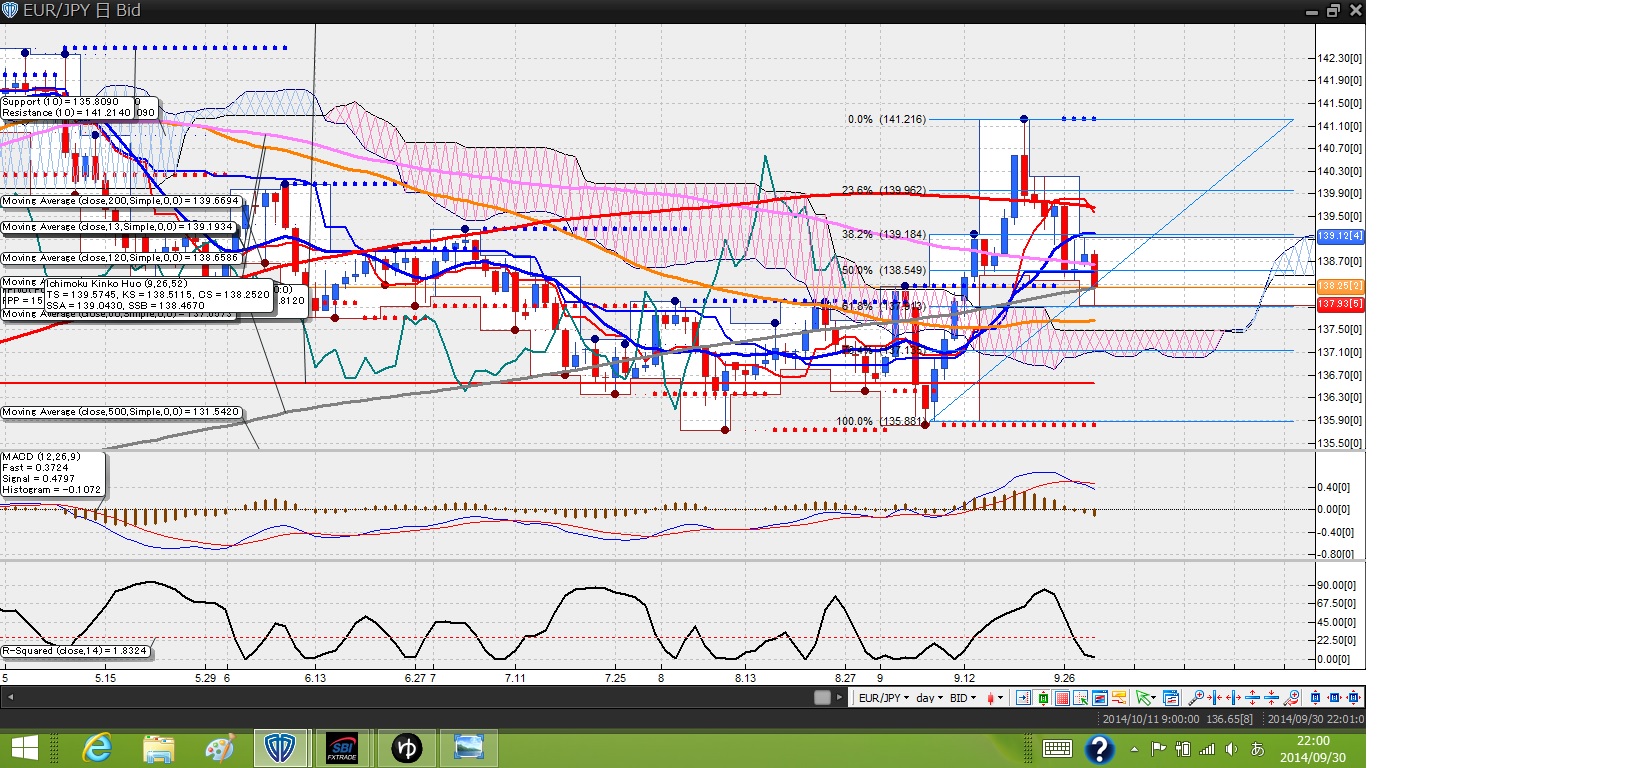 EUR/JPY 日 Bid
Support (10) = 135.8090
Resistance (10) = 141.2140
Moving Average (close,200,Simple,0,0) = 139.6694
Moving Average (close,13,Simple,0,0) = 139.1934
Moving Average (close,120,Simple,0,0) = 138.6586
Ichimoku Kinko Huo (9,26,52)
TS = 139.5745, KS = 138.5115, CS = 138.2520
SSA = 139.0430, SSB = 138.4670
Moving Average (close,500,Simple,0,0) = 131.5420
0.0% (141.216)
23.6% (139.962)
38.2% (139.184)
50.0% (138.549)
100.0% (135.881)
142.30[0]
141.90[0]
141.50[0]
141.10[0]
140.70[0]
140.30[0]
139.90[0]
139.50[0]
139.12[4]
138.70[0]
138.25[2]
137.93[5]
137.50[0]
137.10[0]
136.70[0]
136.30[0]
135.90[0]
135.50[0]
MACD (12,26,9)
Fast = 0.3724
Signal = 0.4797
Histogram = -0.1072
0.40[0]
0.00[0]
-0.40[0]
-0.80[0]
R-Squared (close,14) = 1.8324
90.00[0]
67.50[0]
45.00[0]
22.50[0]
0.00[0]
5 5.15 5.29 6 6.13 6.27 7 7.11 7.25 8 8.13 8.27 9 9.12 9.26
EUR/JPY day BID
2014/10/11 9:00:00 136.65[8] 2014/09/30 22:01:0
SBI
FXTRADE
ゆ
あ
22:00
2014/09/30